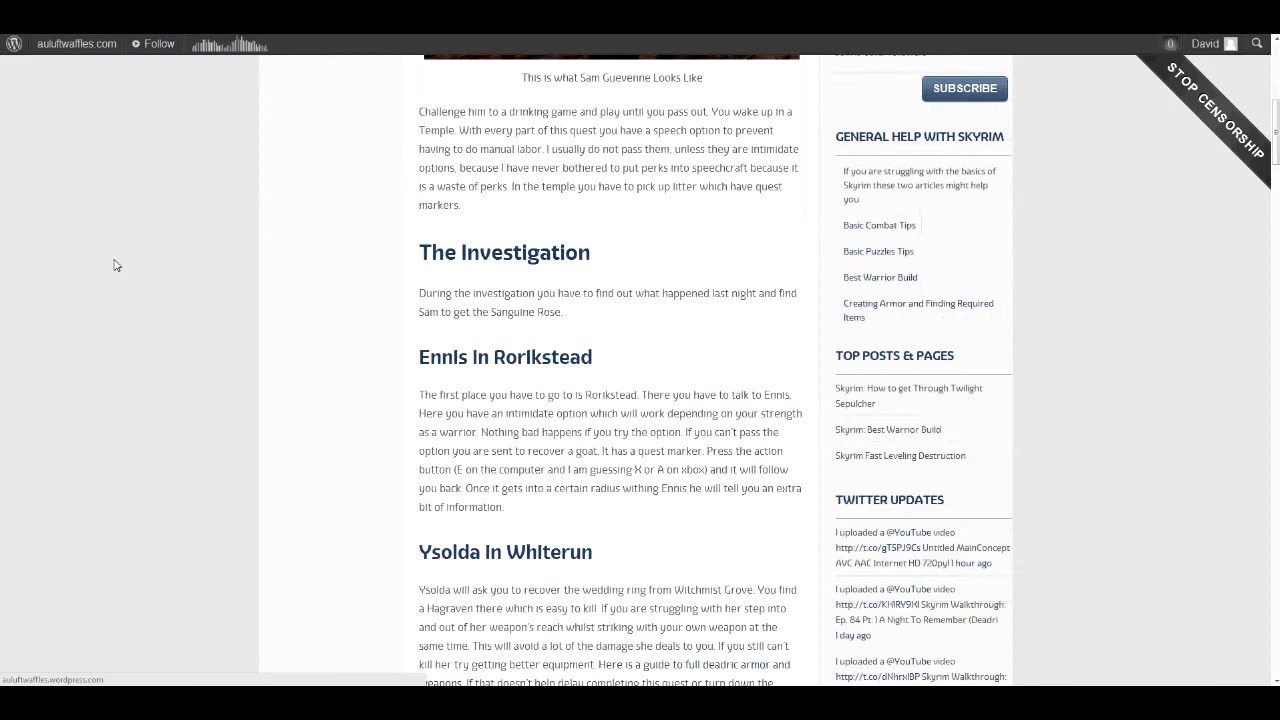 auluftwaffles.com
Follow
0
David
STOP CENSORSHIP
This is what Sam Guevenne Looks Like
Challenge him to a drinking game and play until you pass out. You wake up in a
Temple. With every part of this quest you have a speech option to prevent
having to do manual labor. I usually do not pass them, unless they are intimidate
options, because I have never bothered to put perks into speechcraft because it
is a waste of perks. In the temple you have to pick up litter which have quest
markers.
The Investigation
During the investigation you have to find out what happened last night and find
Sam to get the Sanguine Rose.
Ennis In Rorikstead
The first place you have to go to is Rorikstead. There you have to talk to Ennis.
Here you have an intimidate option which will work depending on your strength
as a warrior. Nothing bad happens if you try the option. If you can't pass the
option you are sent to recover a goat. It has a quest marker. Press the action
button (E on the computer and I am guessing X or A on xbox) and it will follow
you back. Once it gets into a certain radius withing Ennis he will tell you an extra
bit of information.
Ysolda In Whiterun
Ysolda will ask you to recover the wedding ring from Witchmist Grove. You find
a Hagraven there which is easy to kill. If you are struggling with her step into
and out of her weapon's reach whilst striking with your own weapon at the
same time. This will avoid a lot of the damage she deals to you. If you still can't
kill her try getting better equipment. Here is a guide to full deadric armor and
weapons. If that doesn't help delay completing this quest or turn down the
SUBSCRIBE
GENERAL HELP WITH SKYRIM
If you are struggling with the basics of
Skyrim these two articles might help
you
Basic Combat Tips
Basic Puzzles Tips
Best Warrior Build
Creating Armor and Finding Required
Items
TOP POSTS & PAGES
Skyrim: How to get Through Twilight
Sepulcher
Skyrim: Best Warrior Build
Skyrim Fast Leveling Destruction
TWITTER UPDATES
I uploaded a @YouTube video
http://t.co/gT5PJ9Cs Untitled MainConcept
AVC AAC Internet HD 720py 1 hour ago
I uploaded a @YouTube video
Skyrim Walkthrough:
Ep. 84 Pt. 1 A Night To Remember (Deadri
1 day ago
I uploaded a @YouTube video
http://t.co/dNhrxIBP Skyrim Walkthrough:
auluftwaffles.wordpress.com